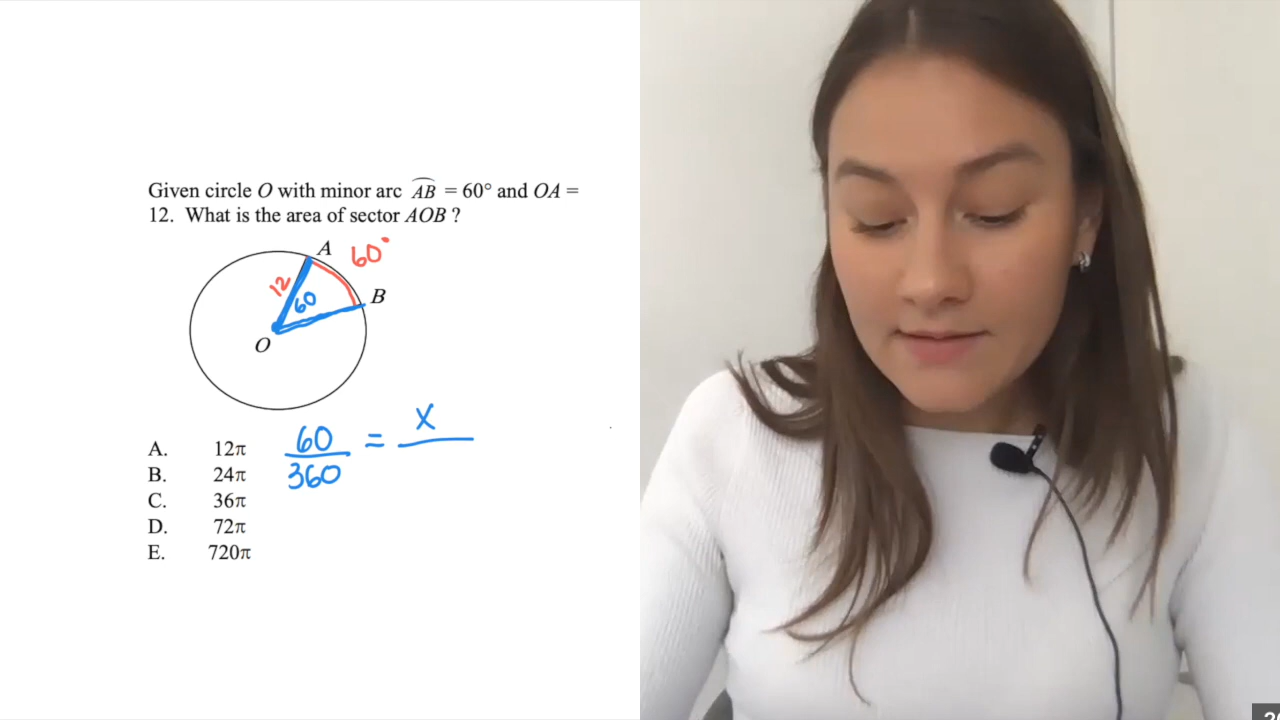 Given circle O with minor arc AB = 60° and OA =
12. What is the area of sector AOB ?
A 60°
12
60
B
O
X
60 =
360
A. 12π
B. 24π
C. 36π
D. 72π
E. 720π